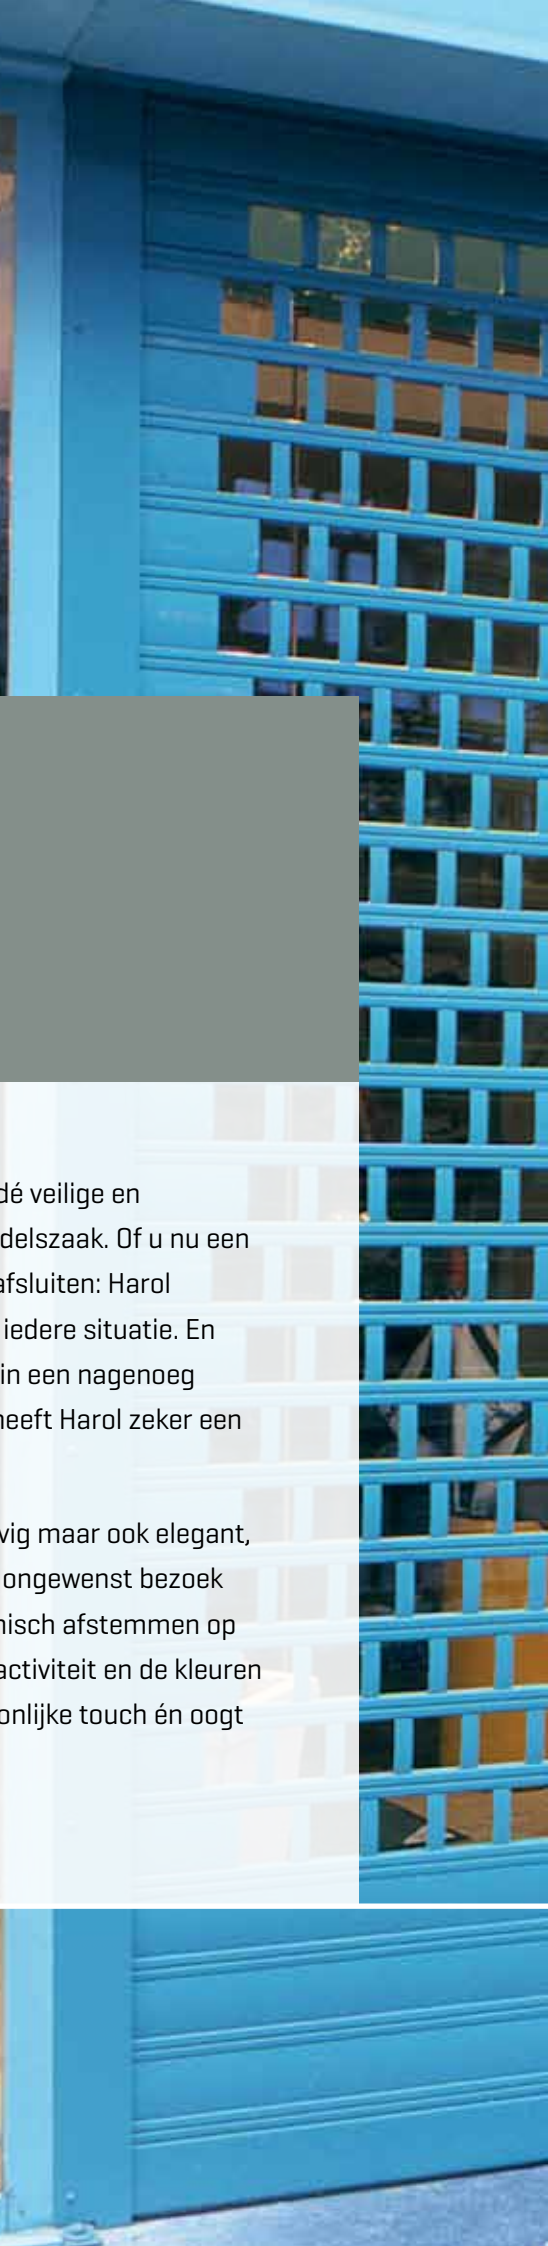 dé veilige en
delszaak. Of u nu een
afsluiten: Harol
iedere situatie. En
in een nagenoeg
heeft Harol zeker een
vig maar ook elegant,
ongewenst bezoek
nisch afstemmen op
activiteit en de kleuren
onlijke touch én oogt